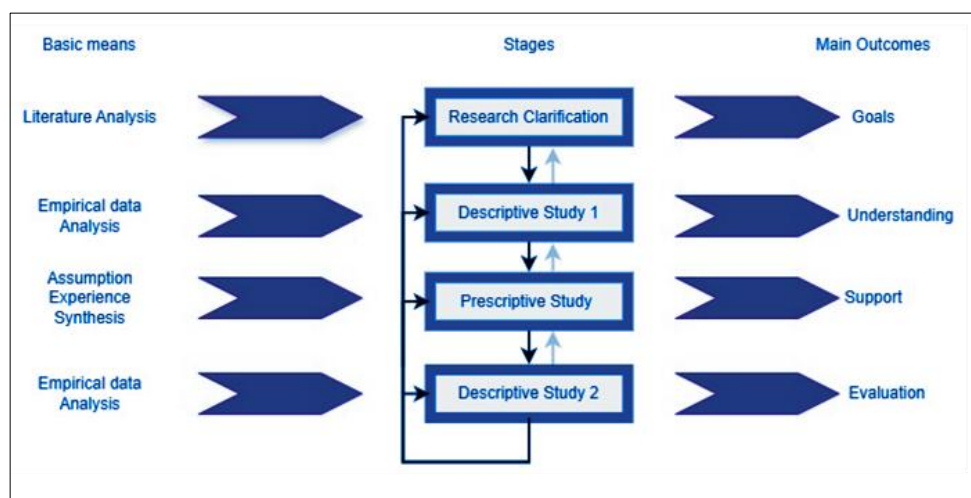 Basic means
Stages
Main Outcomes
Literature Analysis
Research Clarification
Goals
Empirical data
Analysis
Descriptive Study 1
Understanding
Assumption
Experience
Synthesis
Prescriptive Study
Support
Empirical data
Analysis
Descriptive Study 2
Evaluation